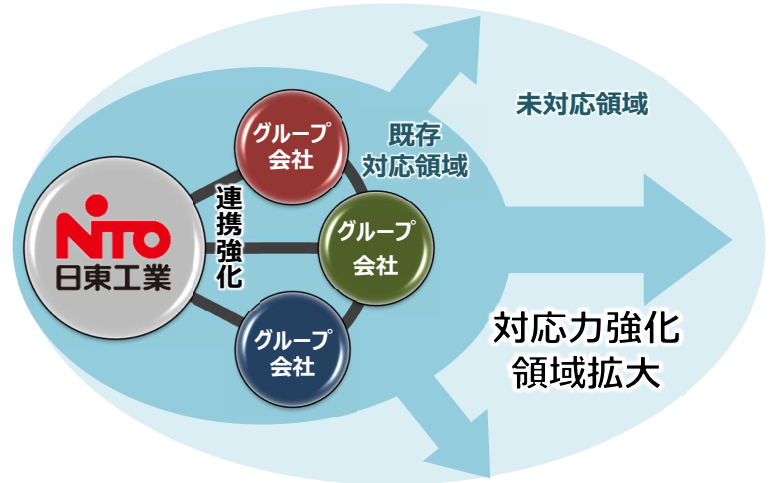 未対応領域
グループ
会社
既存
対応領域
連携強化
グループ
会社
NITO
日東工業
グループ
会社
対応力強化
領域拡大